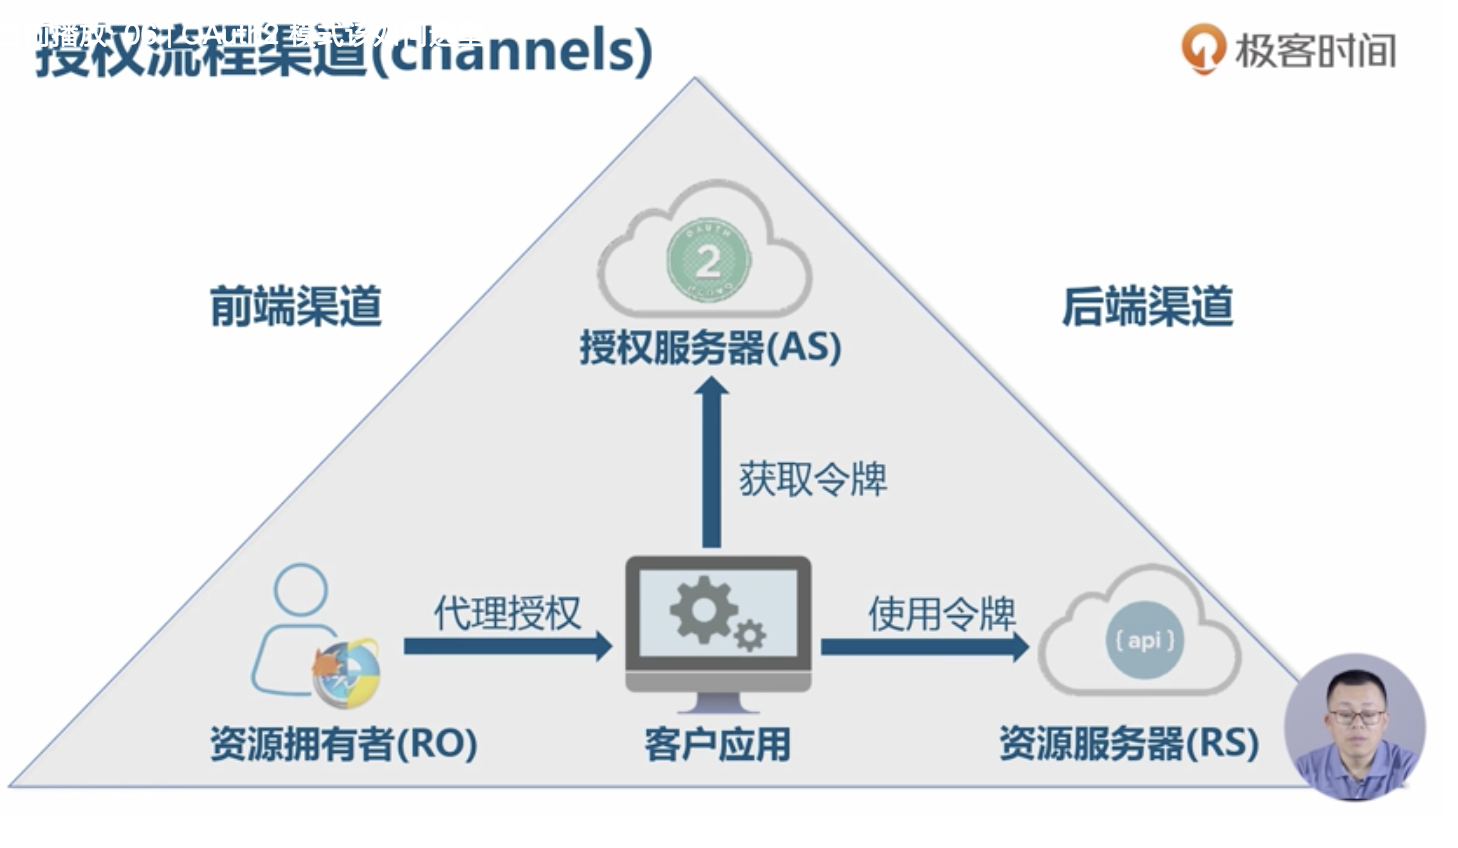 授权流程渠道(channels)
极客时间
OAUTH
2
前端渠道
后端渠道
授权服务器(AS)
获取令牌
代理授权
使用令牌
{ api }
资源拥有者(RO)
客户应用
资源服务器(RS)